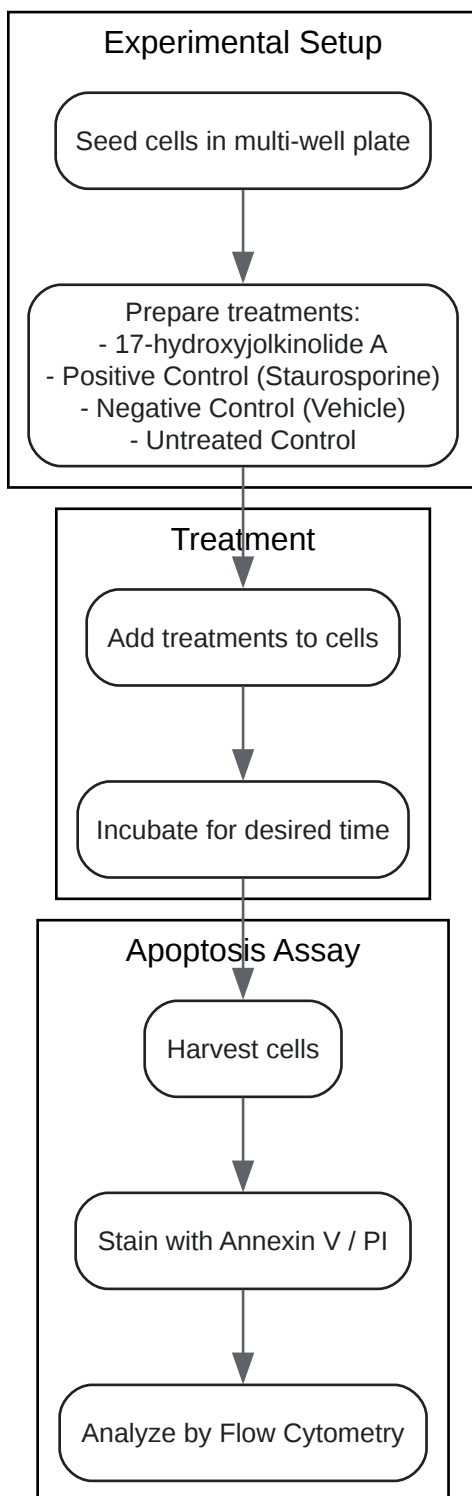 Experimental Setup
Seed cells in multi-well plate
Prepare treatments:
- 17-hydroxyjolkinolide A
- Positive Control (Staurosporine)
- Negative Control (Vehicle)
- Untreated Control
Treatment
Add treatments to cells
Incubate for desired time
Apoptosis Assay
Harvest cells
Stain with Annexin V / PI
Analyze by Flow Cytometry